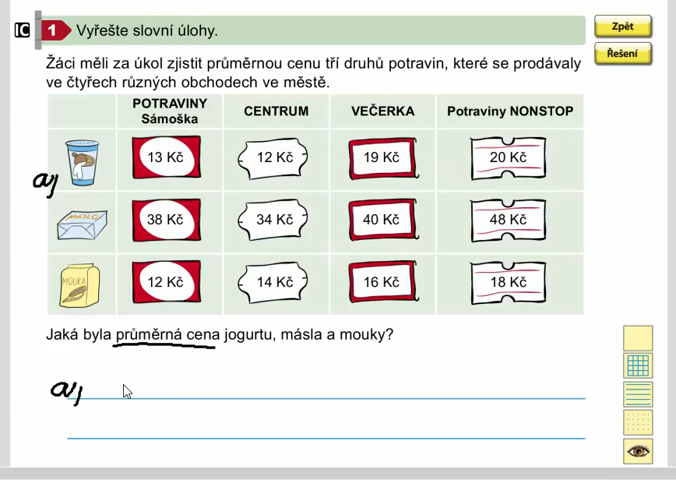 1 Vyřešte slovní úlohy.
Zpět
Řešení
Žáci měli za úkol zjistit průměrnou cenu tří druhů potravin, které se prodávaly
ve čtyřech různých obchodech ve městě.
POTRAVINY Sámoška CENTRUM VEČERKA Potraviny NONSTOP
a) 13 Kč 12 Kč 19 Kč 20 Kč
MÁSLO 38 Kč 34 Kč 40 Kč 48 Kč
MOUKA 12 Kč 14 Kč 16 Kč 18 Kč
Jaká byla průměrná cena jogurtu, másla a mouky?
a)